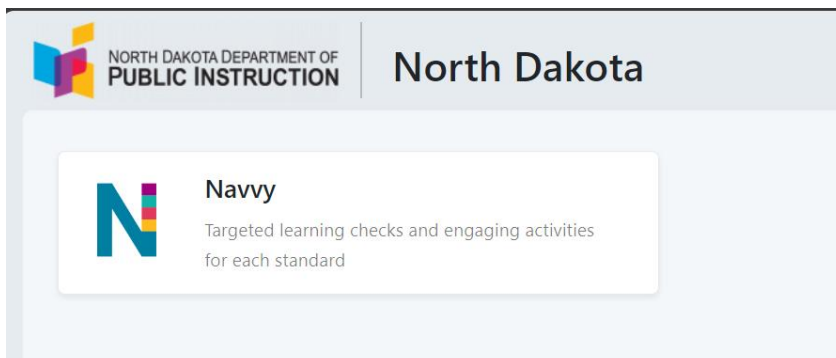 NORTH DAKOTA DEPARTMENT OF
PUBLIC INSTRUCTION
North Dakota
N
Navvy
Targeted learning checks and engaging activities
for each standard